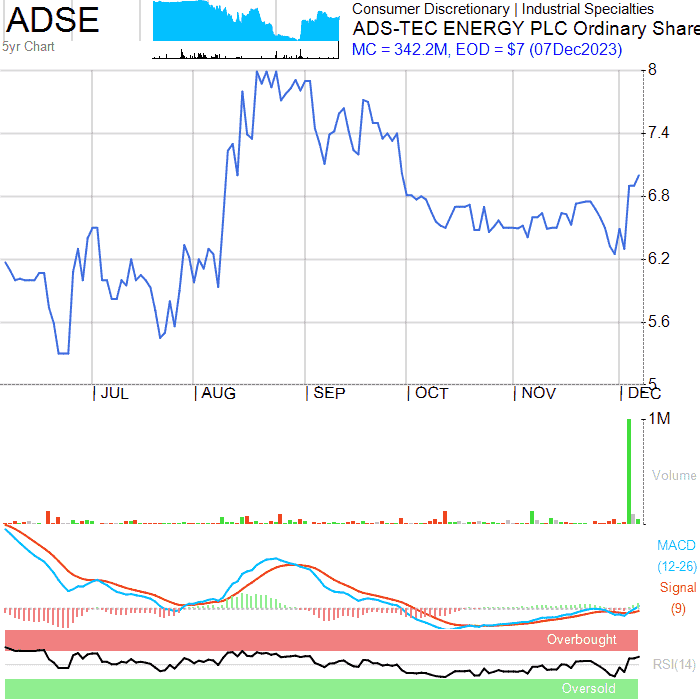 ADSE
5yr Chart
Consumer Discretionary | Industrial Specialties
ADS-TEC ENERGY PLC Ordinary Share
MC = 342.2M, EOD = $7 (07Dec2023)
8
7.4
6.8
6.2
5.6
5
JUL AUG SEP OCT NOV DEC
1M
Volume
MACD
(12-26)
Signal
(9)
Overbought
RSI(14)
Oversold